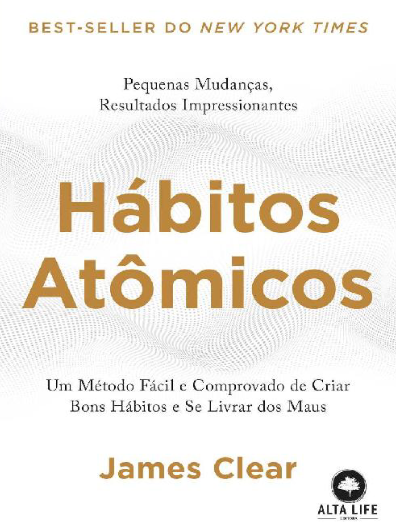 BEST-SELLER DO NEW YORK TIMES
Pequenas Mudanças,
Resultados Impressionantes
Hábitos
Atômicos
Um Método Fácil e Comprovado de Criar
Bons Hábitos e Se Livrar dos Maus
James Clear
ALTA LIFE
EDITORA